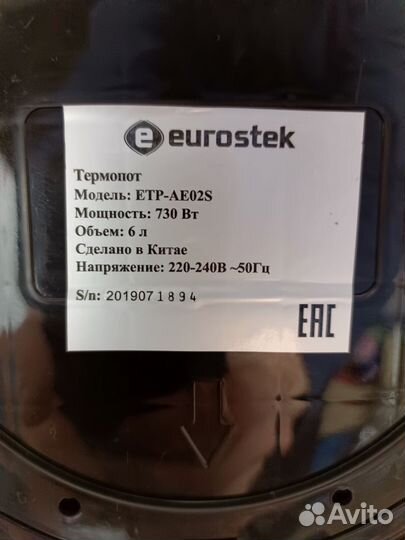 e eurostek
Термопот
Модель: ETP-AE02S
Мощность: 730 Вт
Объем: 6 л
Сделано в Китае
Напряжение: 220-240В ~50Гц
S/n: 2019071894
EAC
Avito